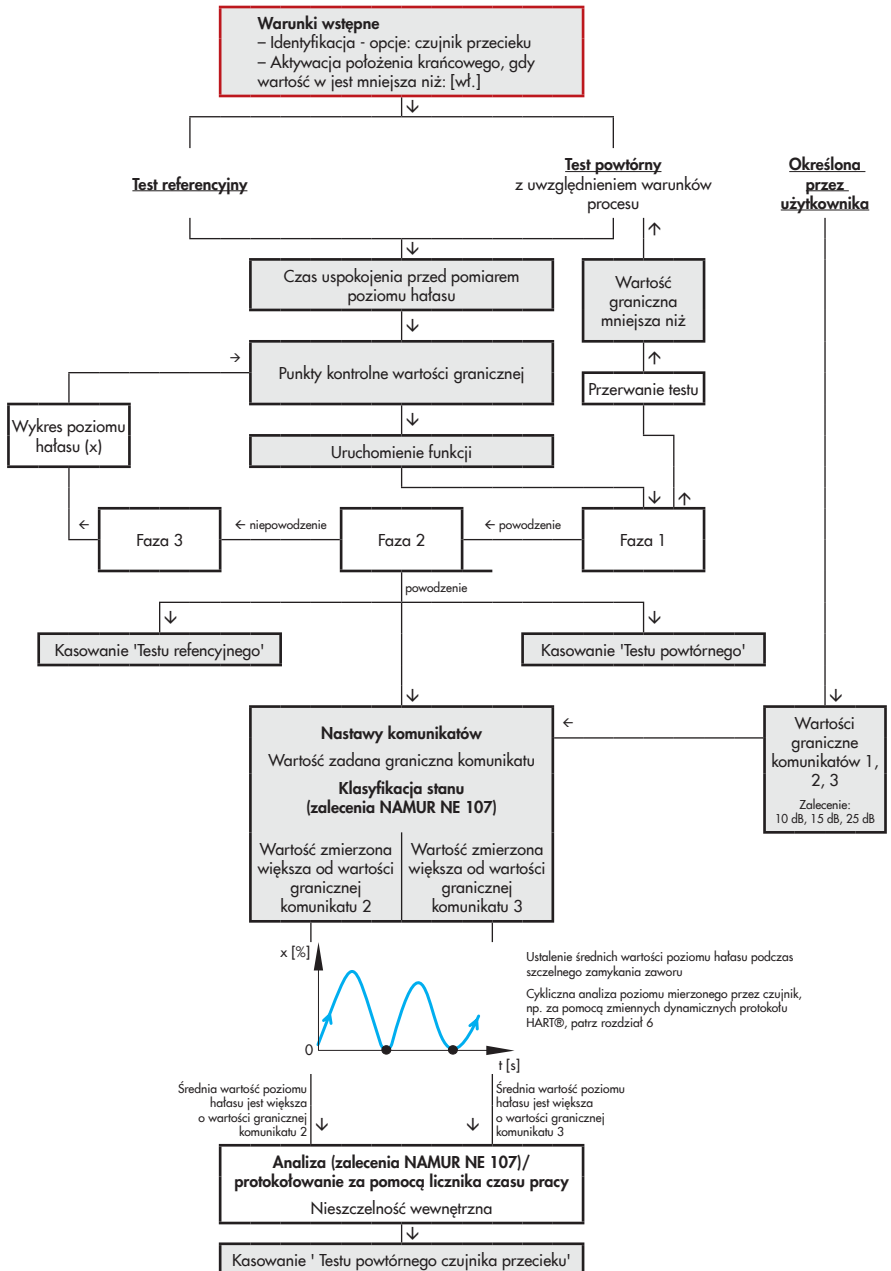 Warunki wstępne
– Identyfikacja - opcje: czujnik przecieku
– Aktywacja położenia krańcowego, gdy
wartość w jest mniejsza niż: [wł.]
↓
Test referencyjny
Test powtórny
z uwzględnieniem warunków
procesu
Określona
przez
użytkownika
↓
↑
Czas uspokojenia przed pomiarem
poziomu hałasu
Wartość
graniczna
mniejsza niż
↓
↑
→
Punkty kontrolne wartości granicznej
Przerwanie testu
Wykres poziomu
hałasu (x)
↓
Uruchomienie funkcji
↓ ↑
←
Faza 3
← niepowodzenie
Faza 2
← powodzenie
Faza 1
powodzenie
↓
↓
Kasowanie 'Testu refencyjnego'
Kasowanie 'Testu powtórnego'
↓
↓
Nastawy komunikatów
Wartość zadana graniczna komunikatu
Klasyfikacja stanu
(zalecenia NAMUR NE 107)
Wartość zmierzona
większa od wartości
granicznej
komunikatu 2
Wartość zmierzona
większa od wartości
granicznej
komunikatu 3
←
Wartości
graniczne
komunikatów 1,
2, 3
Zalecenie:
10 dB, 15 dB, 25 dB
x [%]
0
t [s]
Ustalenie średnich wartości poziomu hałasu podczas
szczelnego zamykania zaworu
Cykliczna analiza poziomu mierzonego przez czujnik,
np. za pomocą zmiennych dynamicznych protokołu
HART®, patrz rozdział 6
Średnia wartość poziomu
hałasu jest większa
o wartości granicznej
komunikatu 2
↓
↓
Średnia wartość poziomu
hałasu jest większa
o wartości granicznej
komunikatu 3
Analiza (zalecenia NAMUR NE 107)/
protokołowanie za pomocą licznika czasu pracy
Nieszczelność wewnętrzna
↓
Kasowanie ' Testu powtórnego czujnika przecieku'